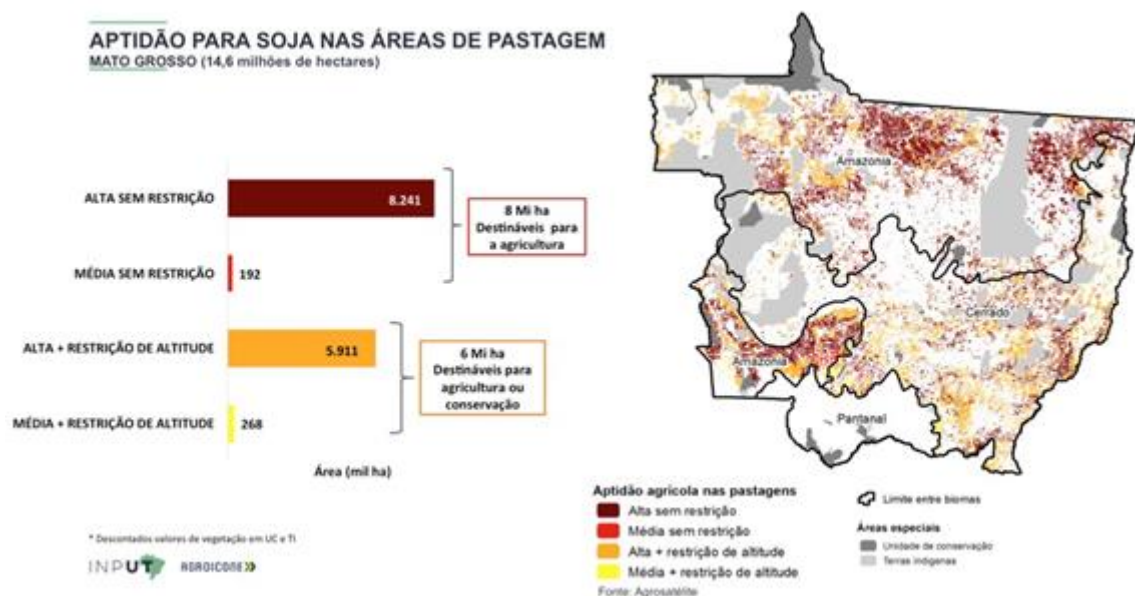 APTIDÃO PARA SOJA NAS ÁREAS DE PASTAGEM
MATO GROSSO (14,6 milhões de hectares)
ALTA SEM RESTRIÇÃO
8.241
MÉDIA SEM RESTRIÇÃO
192
8 Mi ha
Destináveis para
a agricultura
ALTA + RESTRIÇÃO DE ALTITUDE
5.911
MÉDIA + RESTRIÇÃO DE ALTITUDE
268
6 Mi ha
Destináveis para
agricultura ou
conservação
Área (mil ha)
* Descontados valores de vegetação em UC e TI
INPUT AGROICONE
Amazonia
Cerrado
Amazonia
Pantanal
Aptidão agrícola nas pastagens
Alta sem restrição
Média sem restrição
Alta + restrição de altitude
Média + restrição de altitude
Fonte: Agrosatélite
Limite entre biomas
Áreas especiais
Unidade de conservação
Terras indígenas